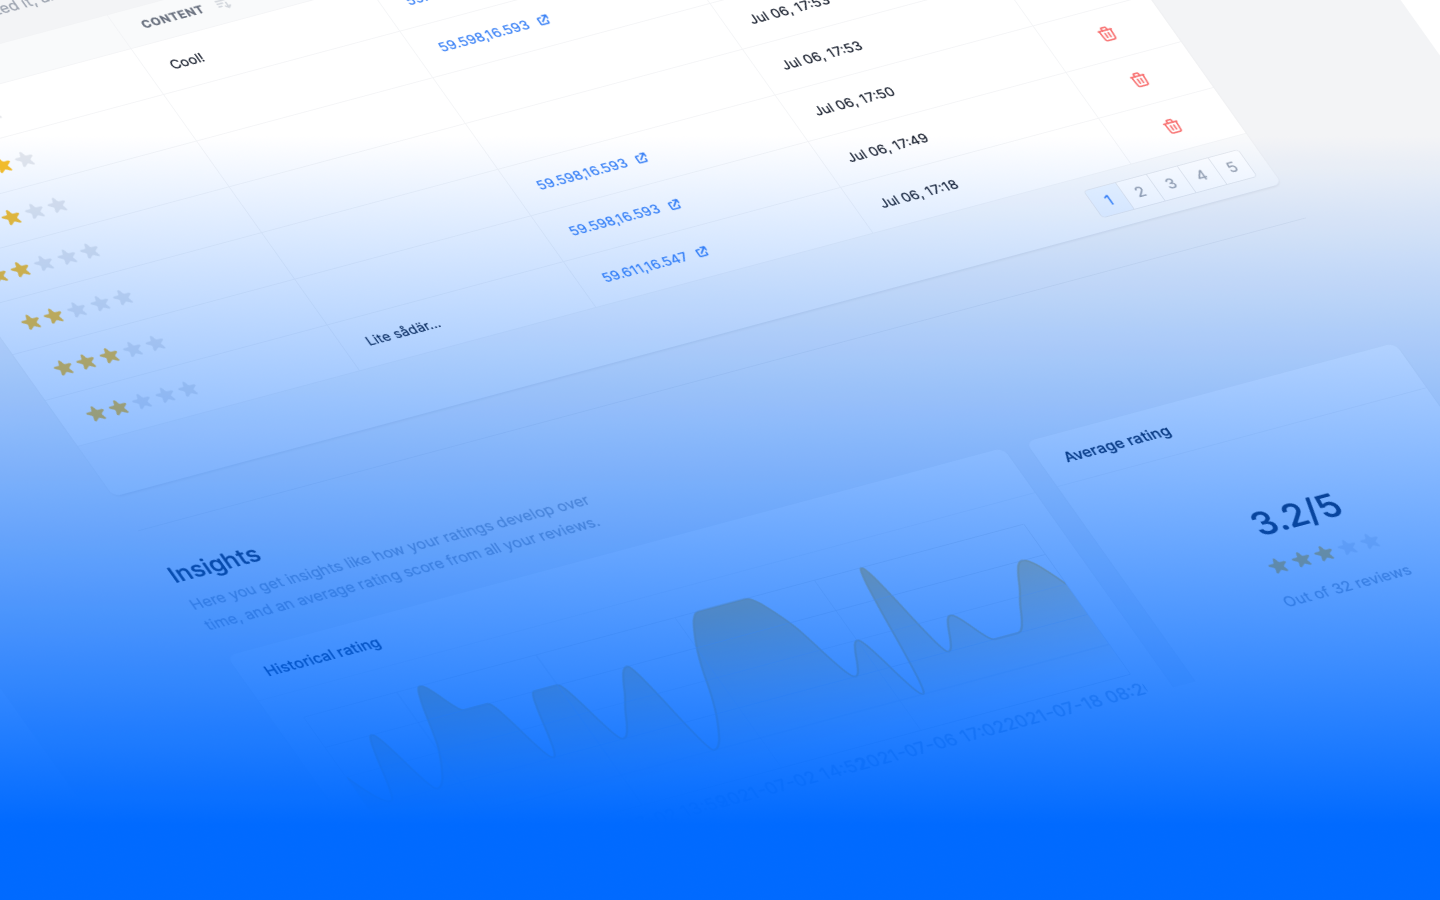 CONTENT
Cool!
59.598,16.593
Jul 06, 17:53
Jul 06, 17:53
Jul 06, 17:50
59.598,16.593
Jul 06, 17:49
59.598,16.593
Jul 06, 17:18
Lite sådär...
59.611,16.547
1 2 3 4 5
Insights
Here you get insights like how your ratings develop over
time, and an average rating score from all your reviews.
Historical rating
2021-07-02 14:52
2021-07-06 17:02
2021-07-18 08:2
Average rating
3.2/5
Out of 32 reviews